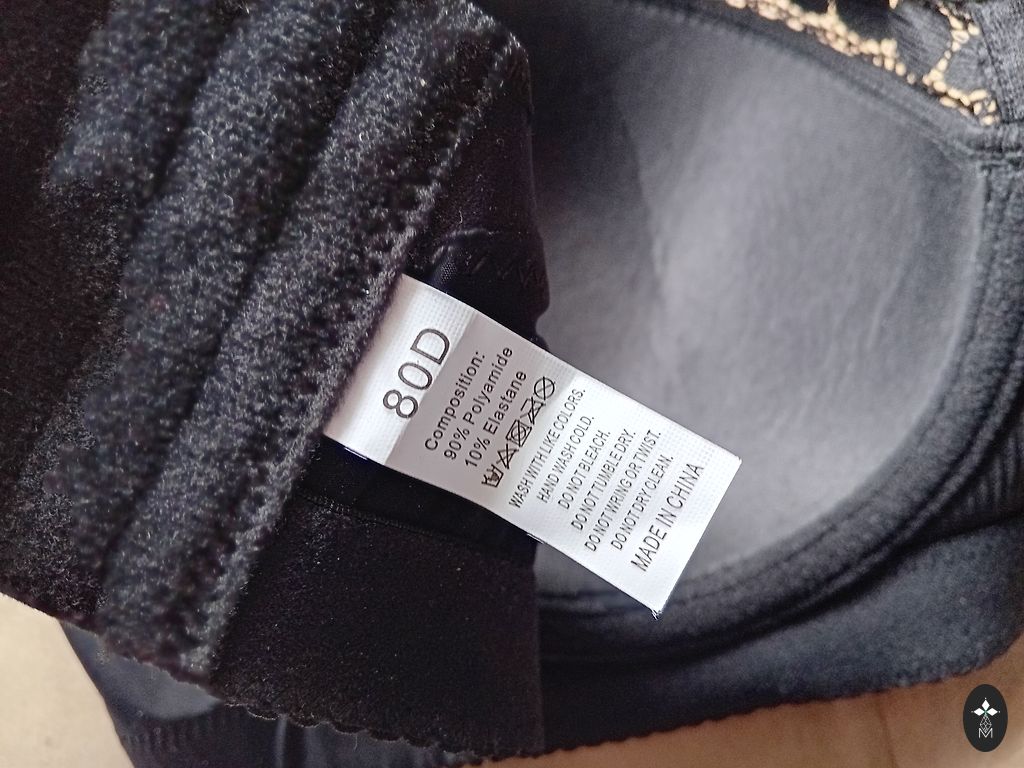 80D
Composition:
90% Polyamide
10% Elastane
WASH WITH LIKE COLORS.
HAND WASH COLD.
DO NOT BLEACH.
DO NOT TUMBLE DRY.
DO NOT WRING OR TWIST.
DO NOT DRY CLEAN.
MADE IN CHINA
M